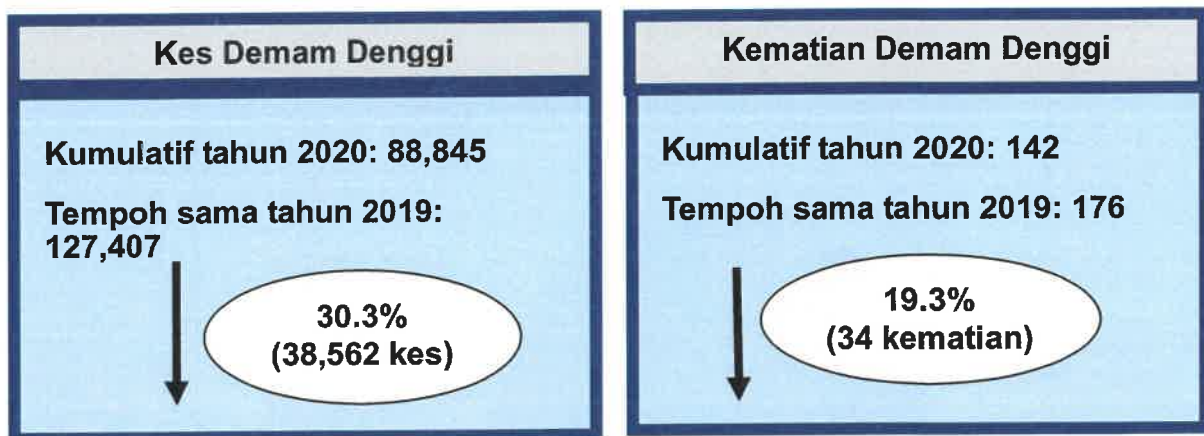 Kes Demam Denggi
Kumulatif tahun 2020: 88,845
Tempoh sama tahun 2019:
127,407
30.3%
(38,562 kes)
Kematian Demam Denggi
Kumulatif tahun 2020: 142
Tempoh sama tahun 2019: 176
19.3%
(34 kematian)